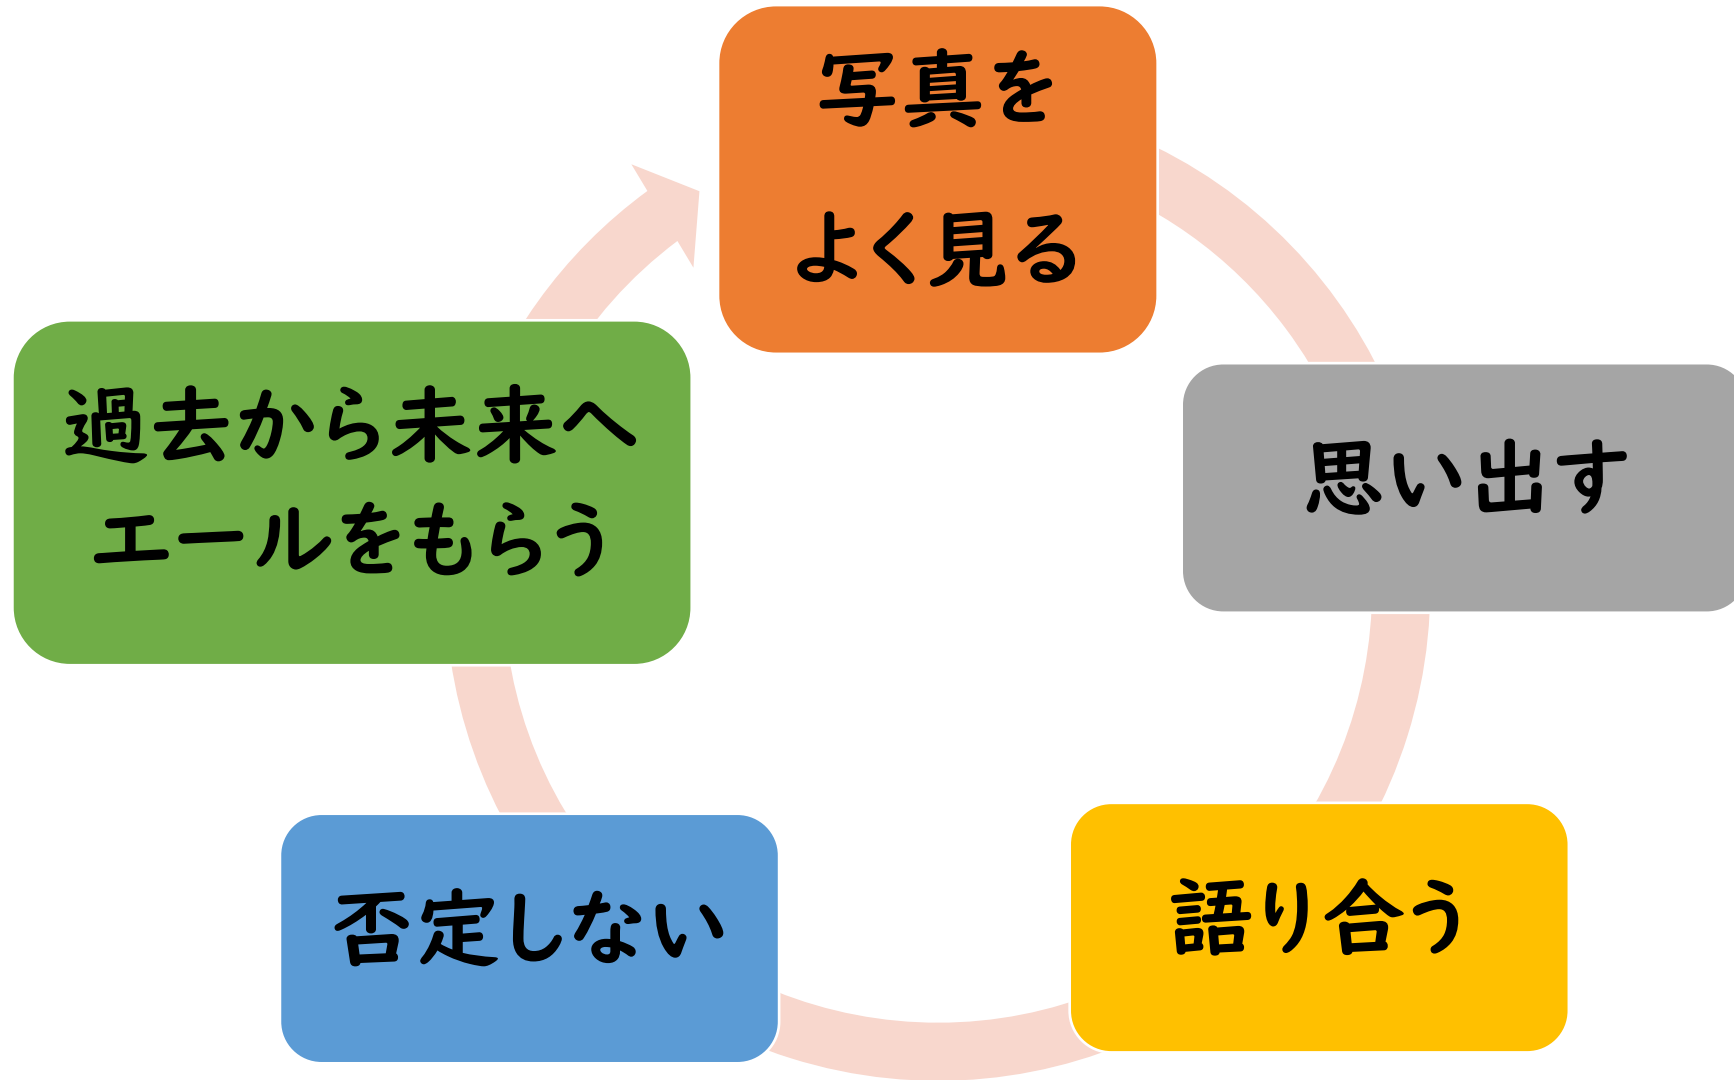 写真を
よく見る
思い出す
語り合う
否定しない
過去から未来へ
エールをもらう